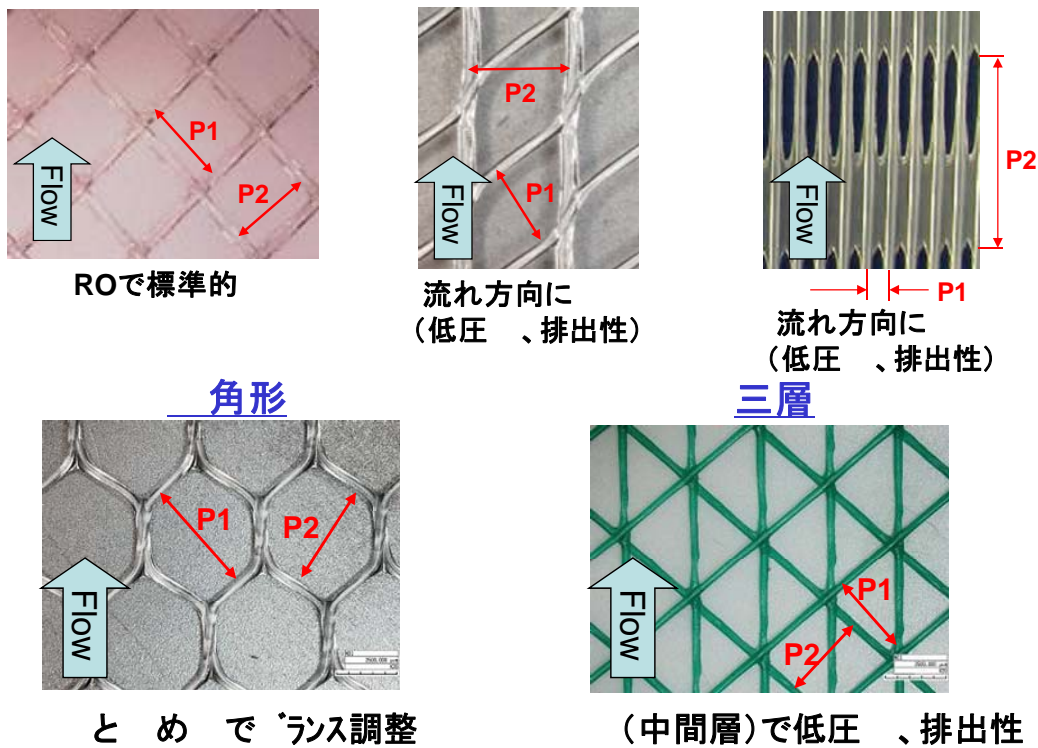 P1
P2
Flow
ROで標準的
P2
P1
Flow
流れ方向に
(低圧 、排出性)
P2
P1
Flow
流れ方向に
(低圧 、排出性)
角形
P1
P2
Flow
と め で ﾞランス調整
三層
P1
P2
Flow
(中間層)で低圧 、排出性